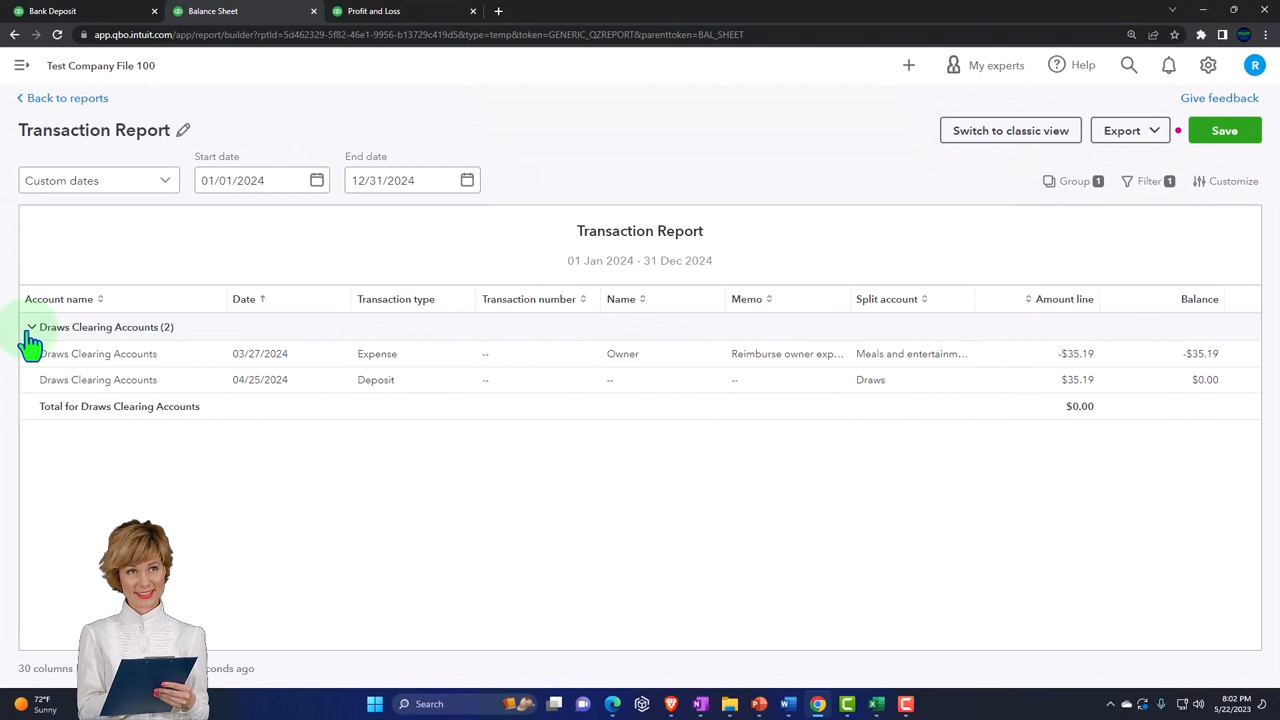 Bank Deposit
Balance Sheet
Profit and Loss
app.qbo.intuit.com/app/report/builder?rptId=5d462329-5f82-46e1-9956-b13729c419d5&type=temp&token=GENERIC_QZREPORT&parenttoken=BAL_SHEET
Test Company File 100
My experts
Help
R
Back to reports
Give feedback
Transaction Report
Switch to classic view
Export
Save
Start date
End date
Custom dates
01/01/2024
12/31/2024
Group 1
Filter 1
Customize
Transaction Report
01 Jan 2024 - 31 Dec 2024
Account name Date Transaction type Transaction number Name Memo Split account Amount line Balance
Draws Clearing Accounts (2)
Draws Clearing Accounts 03/27/2024 Expense -- Owner Reimburse owner exp... Meals and entertainm... -$35.19 -$35.19
Draws Clearing Accounts 04/25/2024 Deposit -- -- -- Draws $35.19 $0.00
Total for Draws Clearing Accounts $0.00
30 columns
conds ago
72°F
Sunny
Search
8:02 PM
5/22/2023